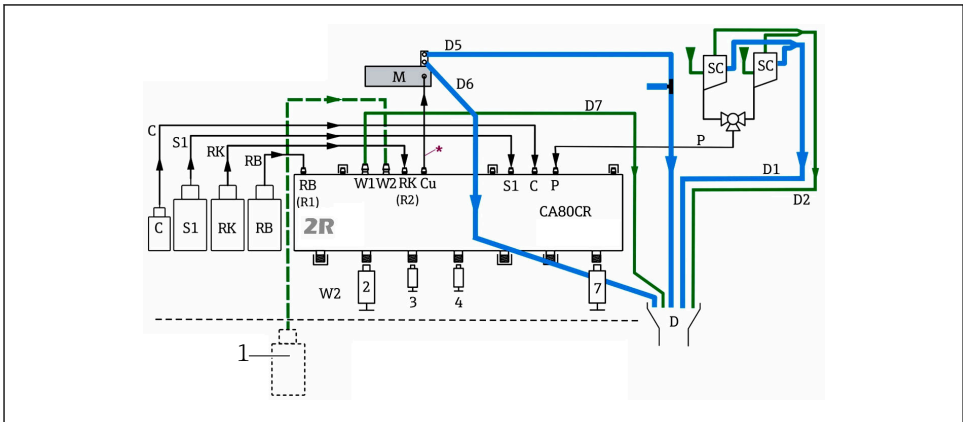 D5
SC
SC
M
D6
D7
C
S1
RK
RB
*
P
RB
(R1)
W1
W2
RK
(R2)
Cu
S1
C
P
D1
D2
C
S1
RK
RB
2R
CA80CR
W2
2
3
4
7
D
1